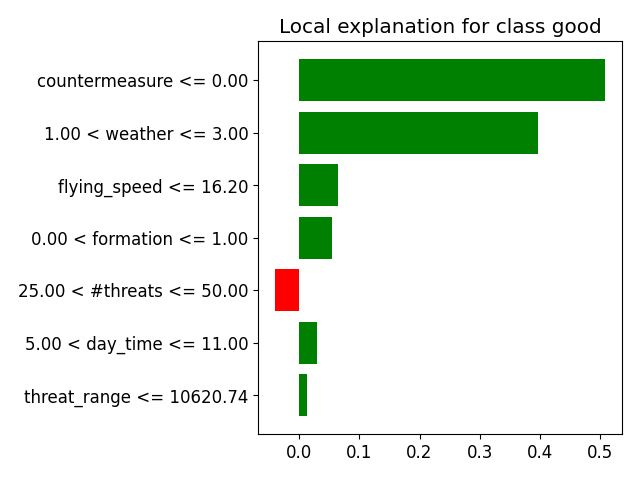 Local explanation for class good
countermeasure <= 0.00
1.00 < weather <= 3.00
flying_speed <= 16.20
0.00 < formation <= 1.00
25.00 < #threats <= 50.00
5.00 < day_time <= 11.00
threat_range <= 10620.74
0.0 0.1 0.2 0.3 0.4 0.5